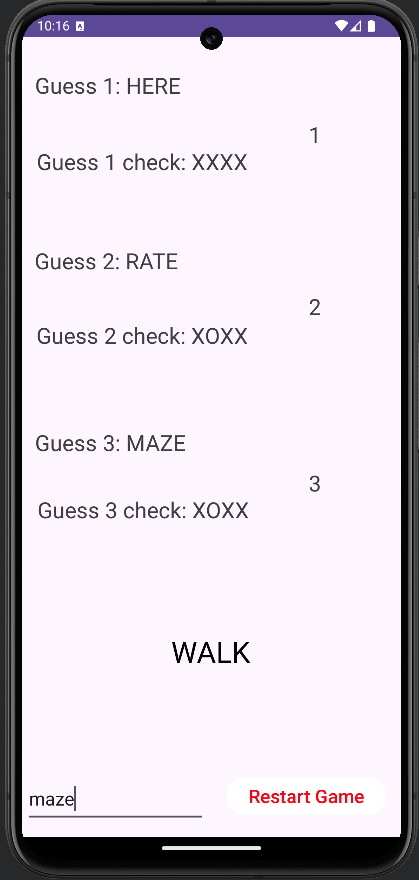 10:16
Guess 1: HERE
1
Guess 1 check: XXXX
Guess 2: RATE
2
Guess 2 check: XOXX
Guess 3: MAZE
3
Guess 3 check: XOXX
WALK
maze
Restart Game